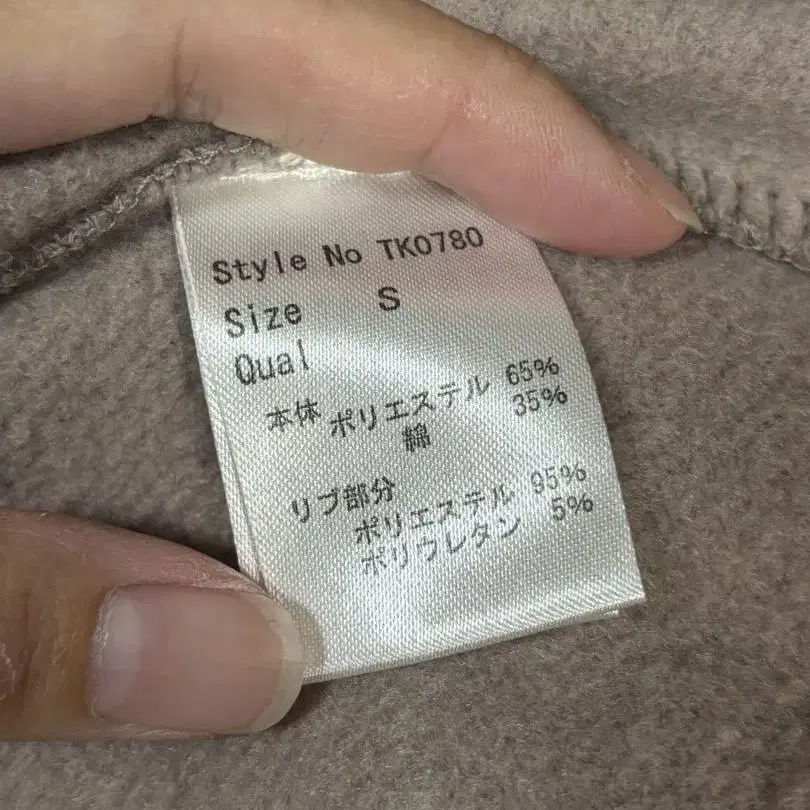 Style No TK0780
Size S
Qual
本体 ポリエステル 65%
綿 35%
リブ部分
ポリエステル 95%
ポリウレタン 5%